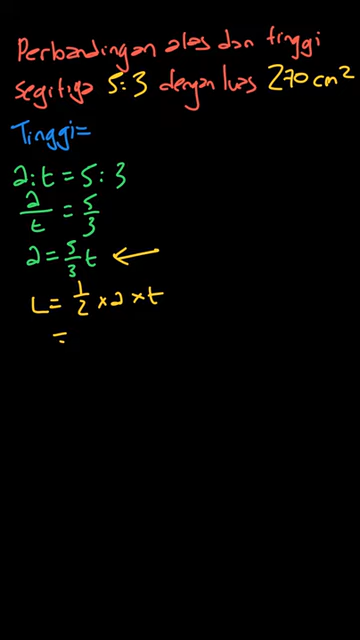 Perbandingan alas dan tinggi
segitiga 5:3 dengan luas 270 cm²
Tinggi=
a:t = 5:3
a/t = 5/3
a = 5/3 t
L = 1/2 × a × t
=